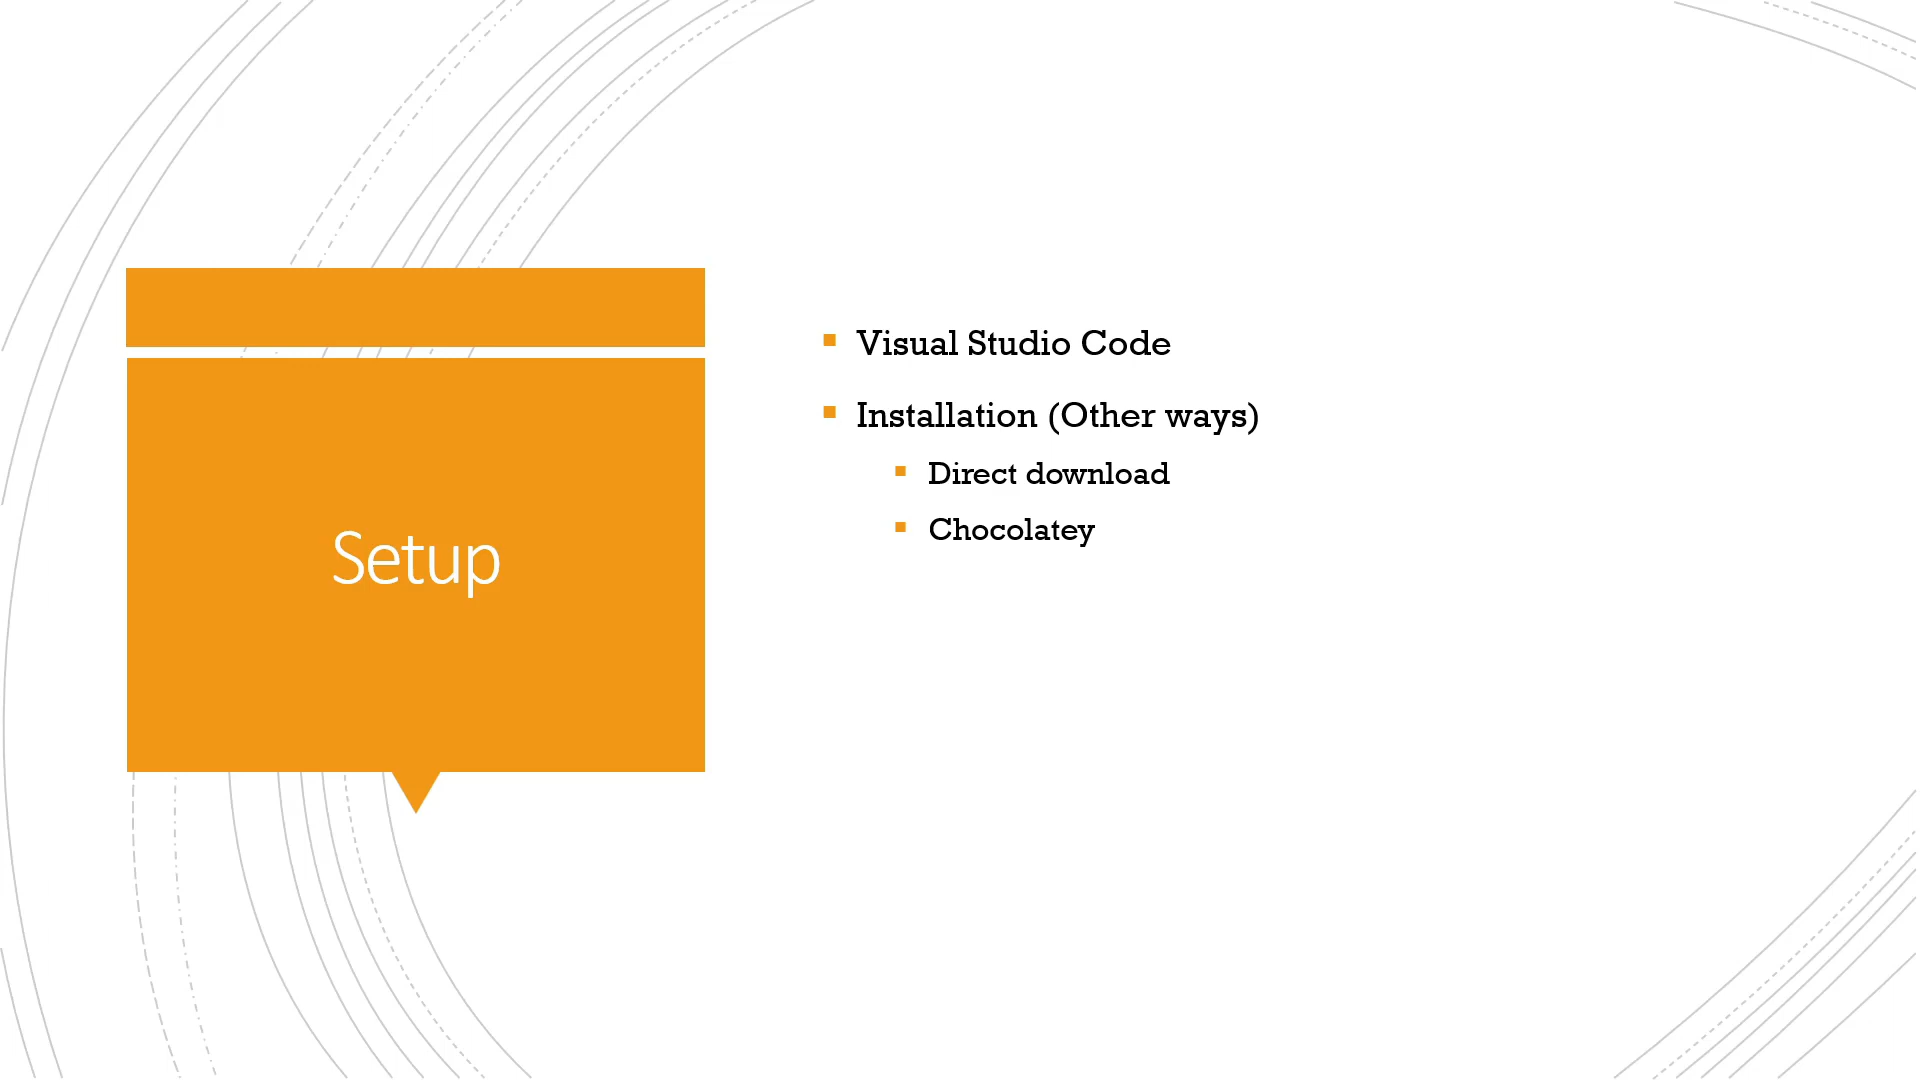 Setup
Visual Studio Code
Installation (Other ways)
Direct download
Chocolatey